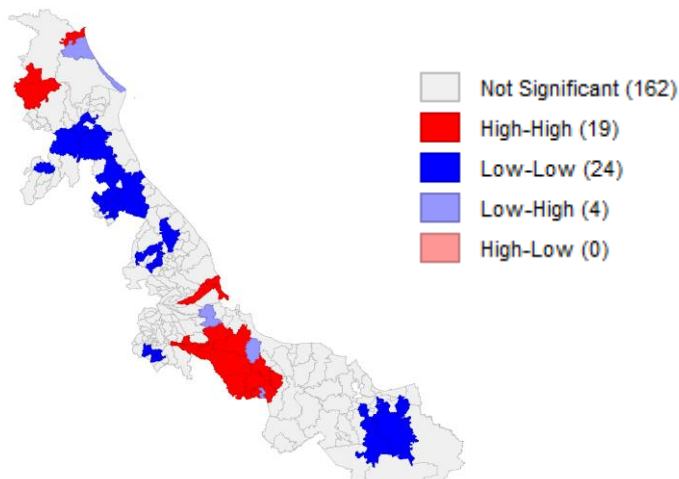 Not Significant (162)
High-High (19)
Low-Low (24)
Low-High (4)
High-Low (0)